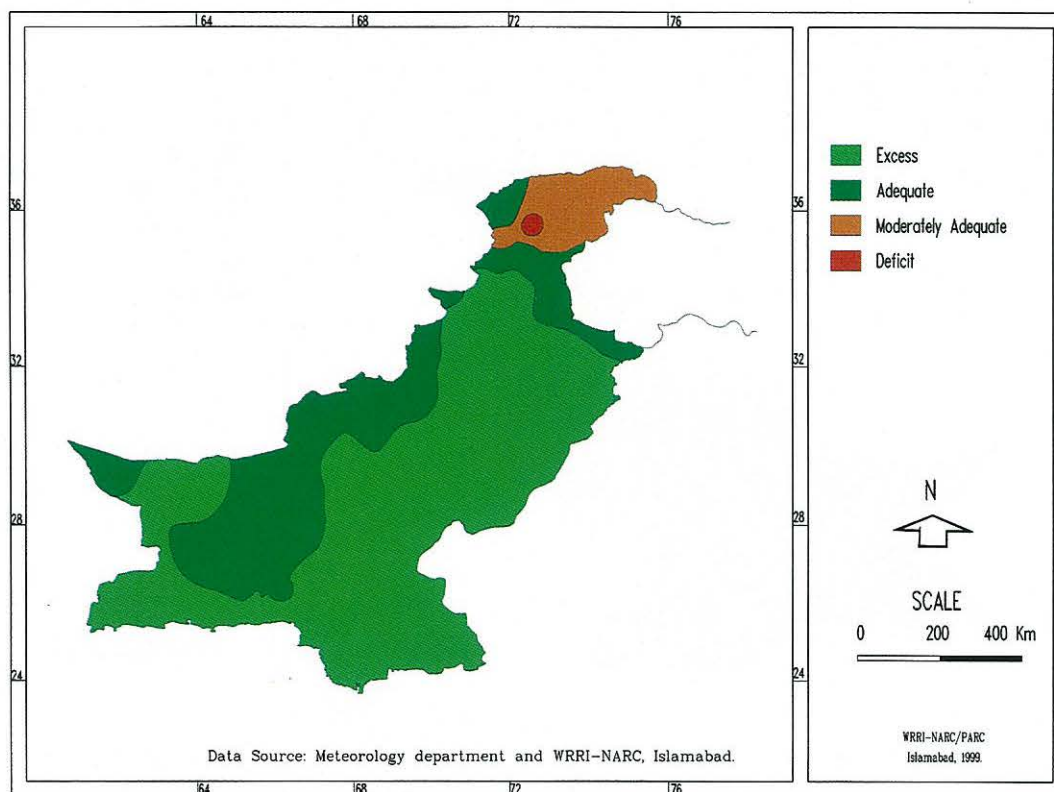 64 68 72 76
36 36
32 32
28 28
24 24
64 68 72 76
Excess
Adequate
Moderately Adequate
Deficit
N
SCALE
0 200 400 Km
Data Source: Meteorology department and WRRI-NARC, Islamabad.
WRRI-NARC/PARC
Islamabad, 1999.